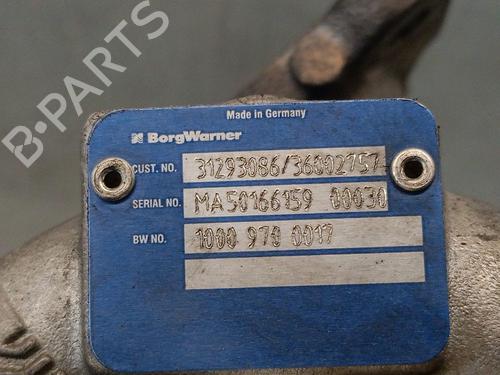 Made in Germany
BorgWarner
CUST. NO. 31293086/36002757
SERIAL NO. MA50166159 00030
BW NO. 1000 970 0017
B-PARTS